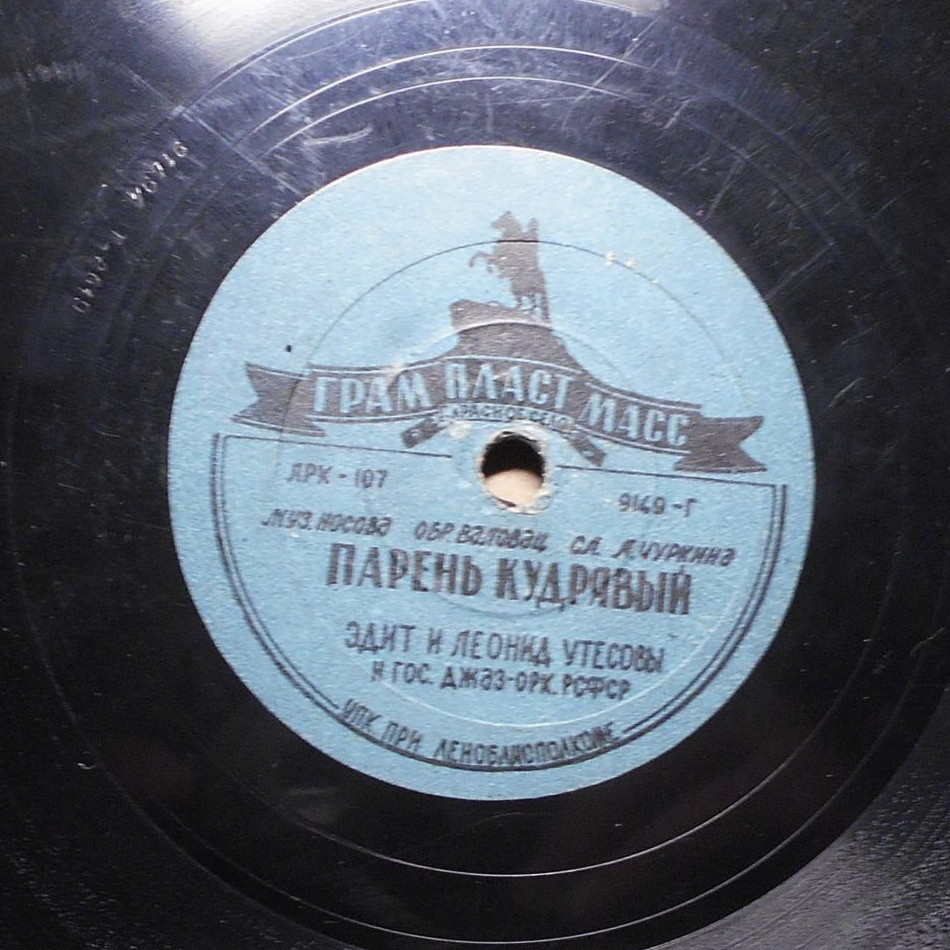 ГРАМ ПЛАСТ МАСС
Г. КРАСНОЕ СЕЛО
ЛРК - 107
9149-Г
МУЗ. НОСОВА ОБР. ВАЛОВАЦ СЛ. А ЧУРКИНА
ПАРЕНЬ КУДРЯВЫЙ
ЭДИТ И ЛЕОНИД УТЕСОВЫ
И ГОС. ДЖАЗ-ОРК. РСФСР
УПК ПРИ ЛЕНОБЛИСПОЛКОМЕ